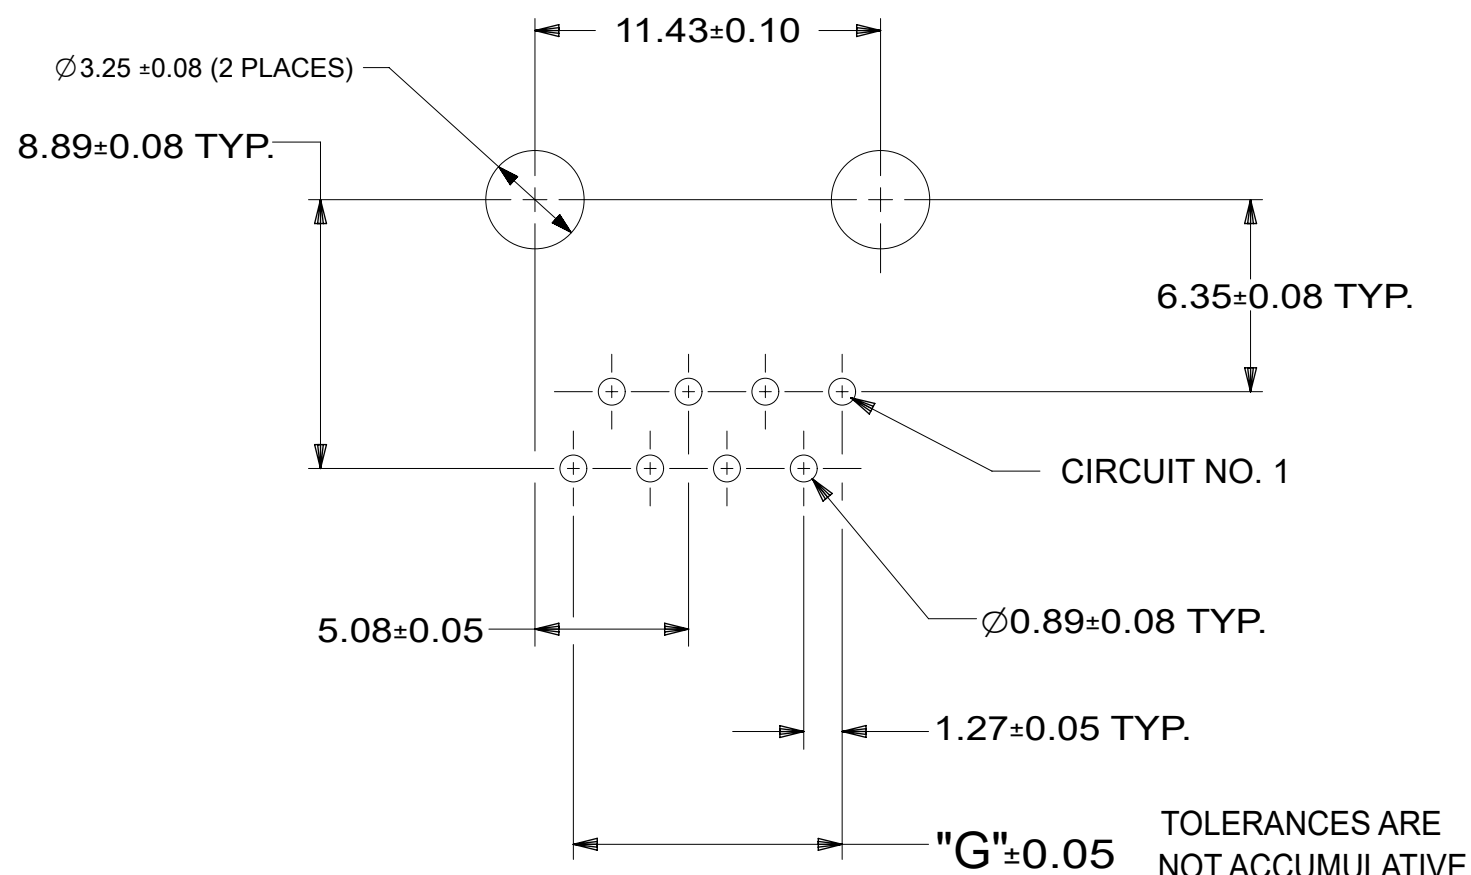 11.43±0.10
∅3.25 ±0.08 (2 PLACES)
8.89±0.08 TYP.
6.35±0.08 TYP.
CIRCUIT NO. 1
5.08±0.05
∅0.89±0.08 TYP.
1.27±0.05 TYP.
"G"±0.05
TOLERANCES ARE
NOT ACCUMULATIVE